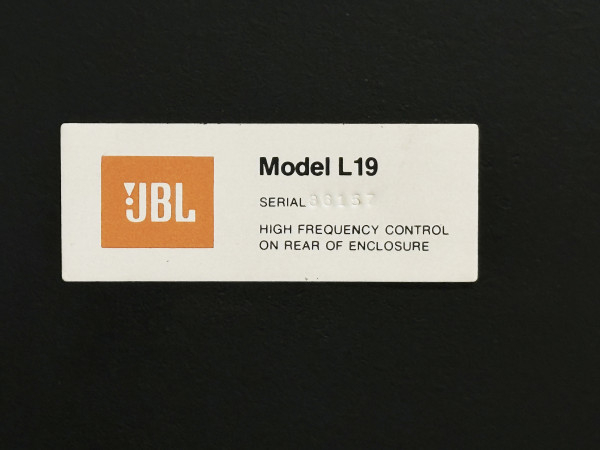 JBL
Model L19
SERIAL
HIGH FREQUENCY CONTROL
ON REAR OF ENCLOSURE